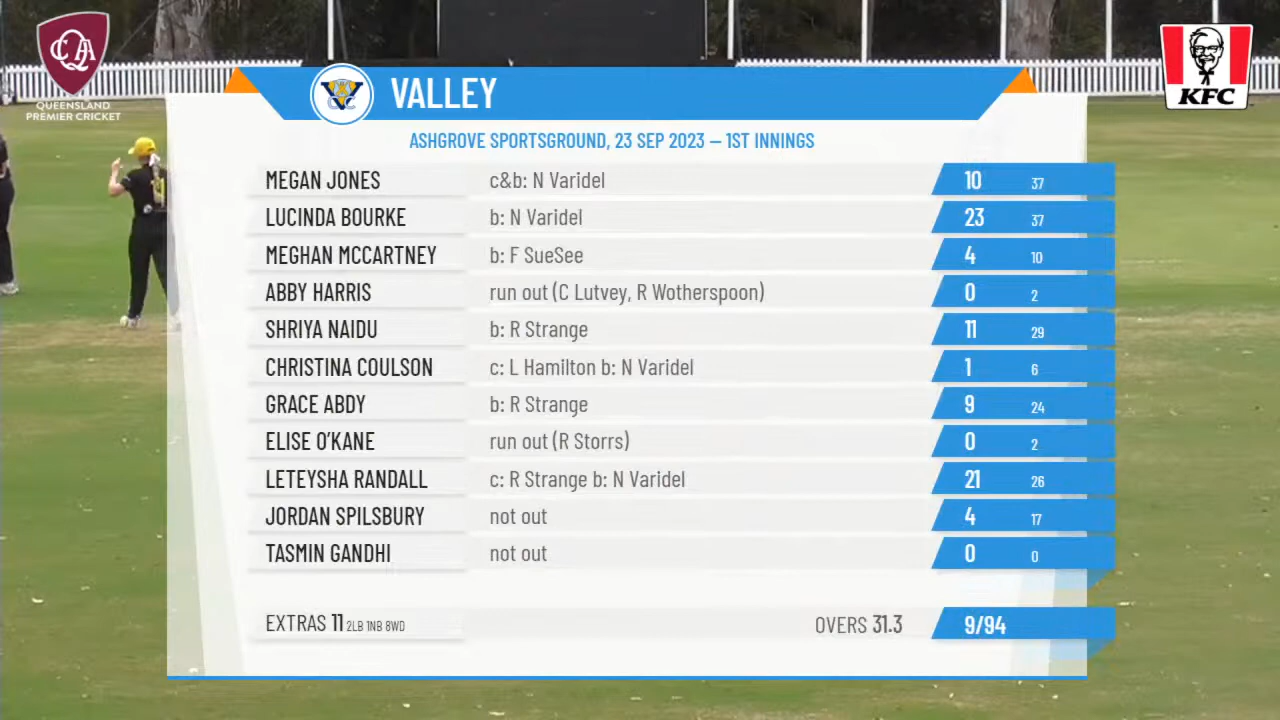 QUEENSLAND
PREMIER CRICKET
KFC
VALLEY
ASHGROVE SPORTSGROUND, 23 SEP 2023 – 1ST INNINGS
MEGAN JONES c&b: N Varidel 10 37
LUCINDA BOURKE b: N Varidel 23 37
MEGHAN MCCARTNEY b: F SueSee 4 10
ABBY HARRIS run out (C Lutvey, R Wotherspoon) 0 2
SHRIYA NAIDU b: R Strange 11 29
CHRISTINA COULSON c: L Hamilton b: N Varidel 1 6
GRACE ABDY b: R Strange 9 24
ELISE O'KANE run out (R Storrs) 0 2
LETEYSHA RANDALL c: R Strange b: N Varidel 21 26
JORDAN SPILSBURY not out 4 17
TASMIN GANDHI not out 0 0
EXTRAS 11 2LB 1NB 8WD OVERS 31.3 9/94